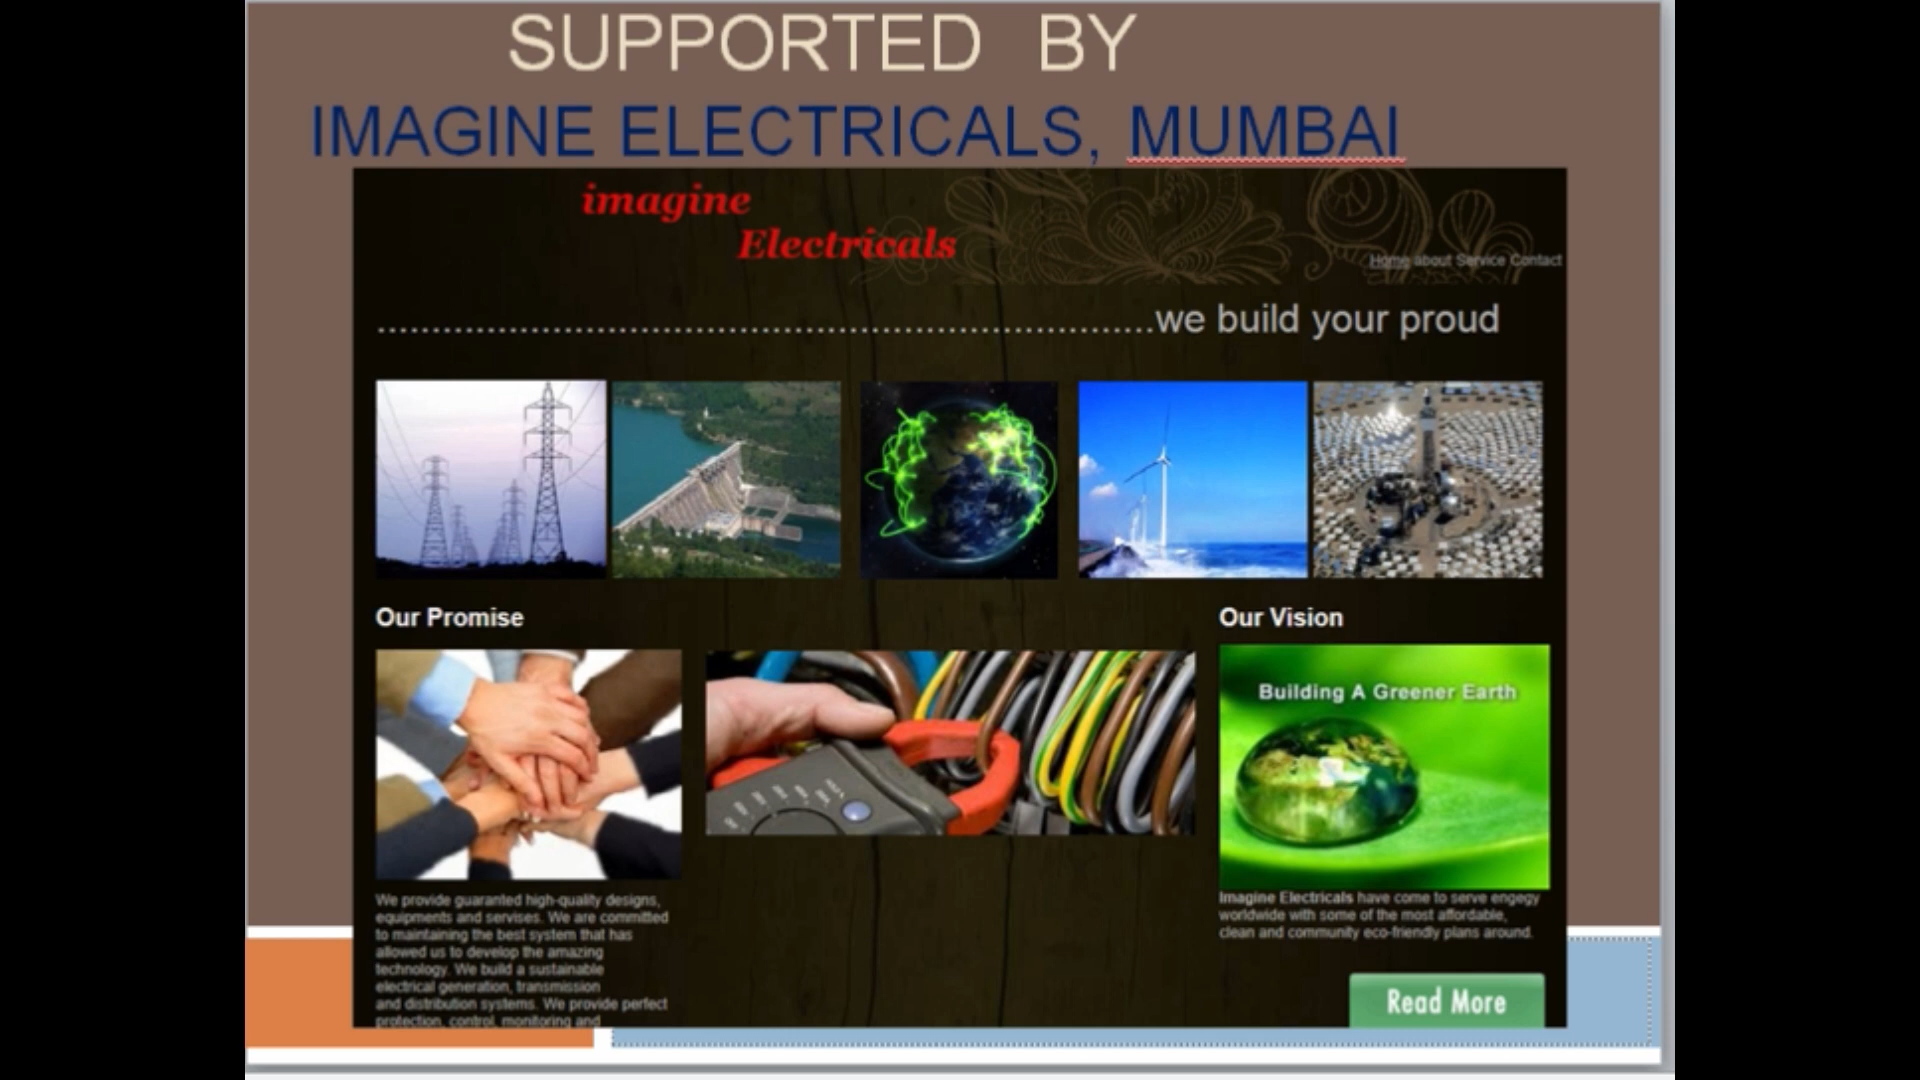 SUPPORTED BY
IMAGINE ELECTRICALS, MUMBAI
imagine
Electricals
Home about Service Contact
..........................................................................we build your proud
Our Promise
We provide guaranted high-quality designs,
equipments and servises. We are committed
to maintaining the best system that has
allowed us to develop the amazing
technology. We build a sustainable
electrical generation, transmission
and distribution systems. We provide perfect
protection, control, monitoring and
Our Vision
Building A Greener Earth
Imagine Electricals have come to serve engegy
worldwide with some of the most affordable,
clean and community eco-friendly plans around.
Read More